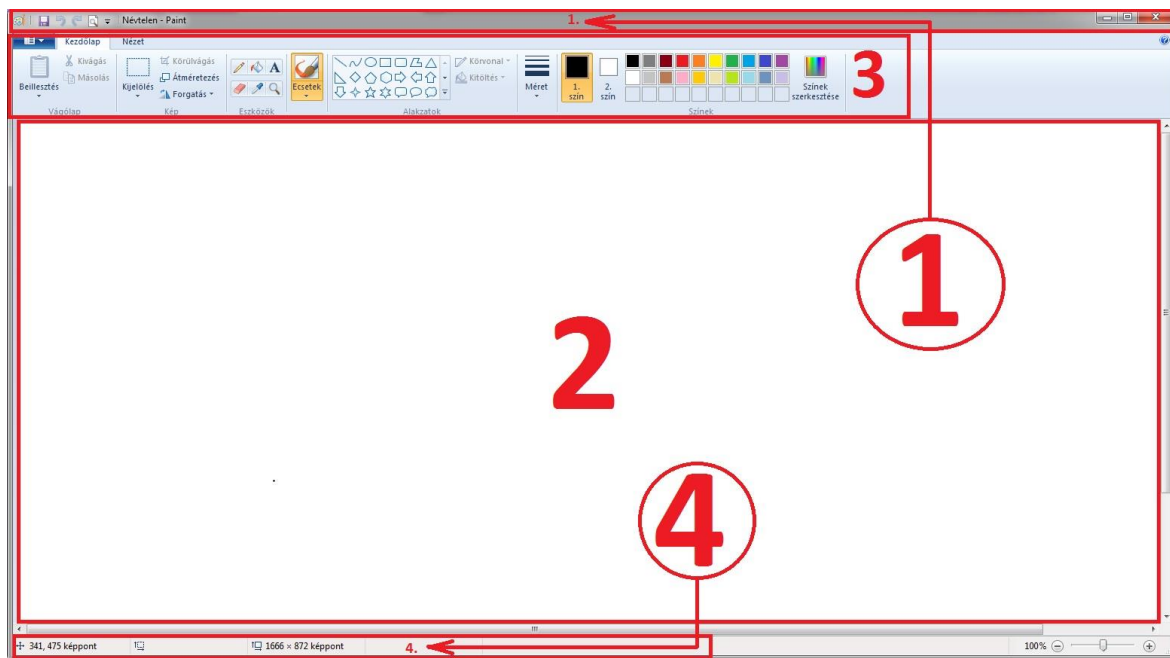 Névtelen - Paint
1.
Kezdőlap Nézet
Beillesztés
Kivágás
Másolás
Vágólap
Kijelölés
Körülvágás
Átméretezés
Forgatás
Kép
A
Eszközök
Ecsetek
Körvonal
Kitöltés
Alakzatok
Méret
1.
szín
2.
szín
Színek
szerkesztése
Színek
3
1
2
4
341, 475 képpont
1666 × 872 képpont
4.
100%